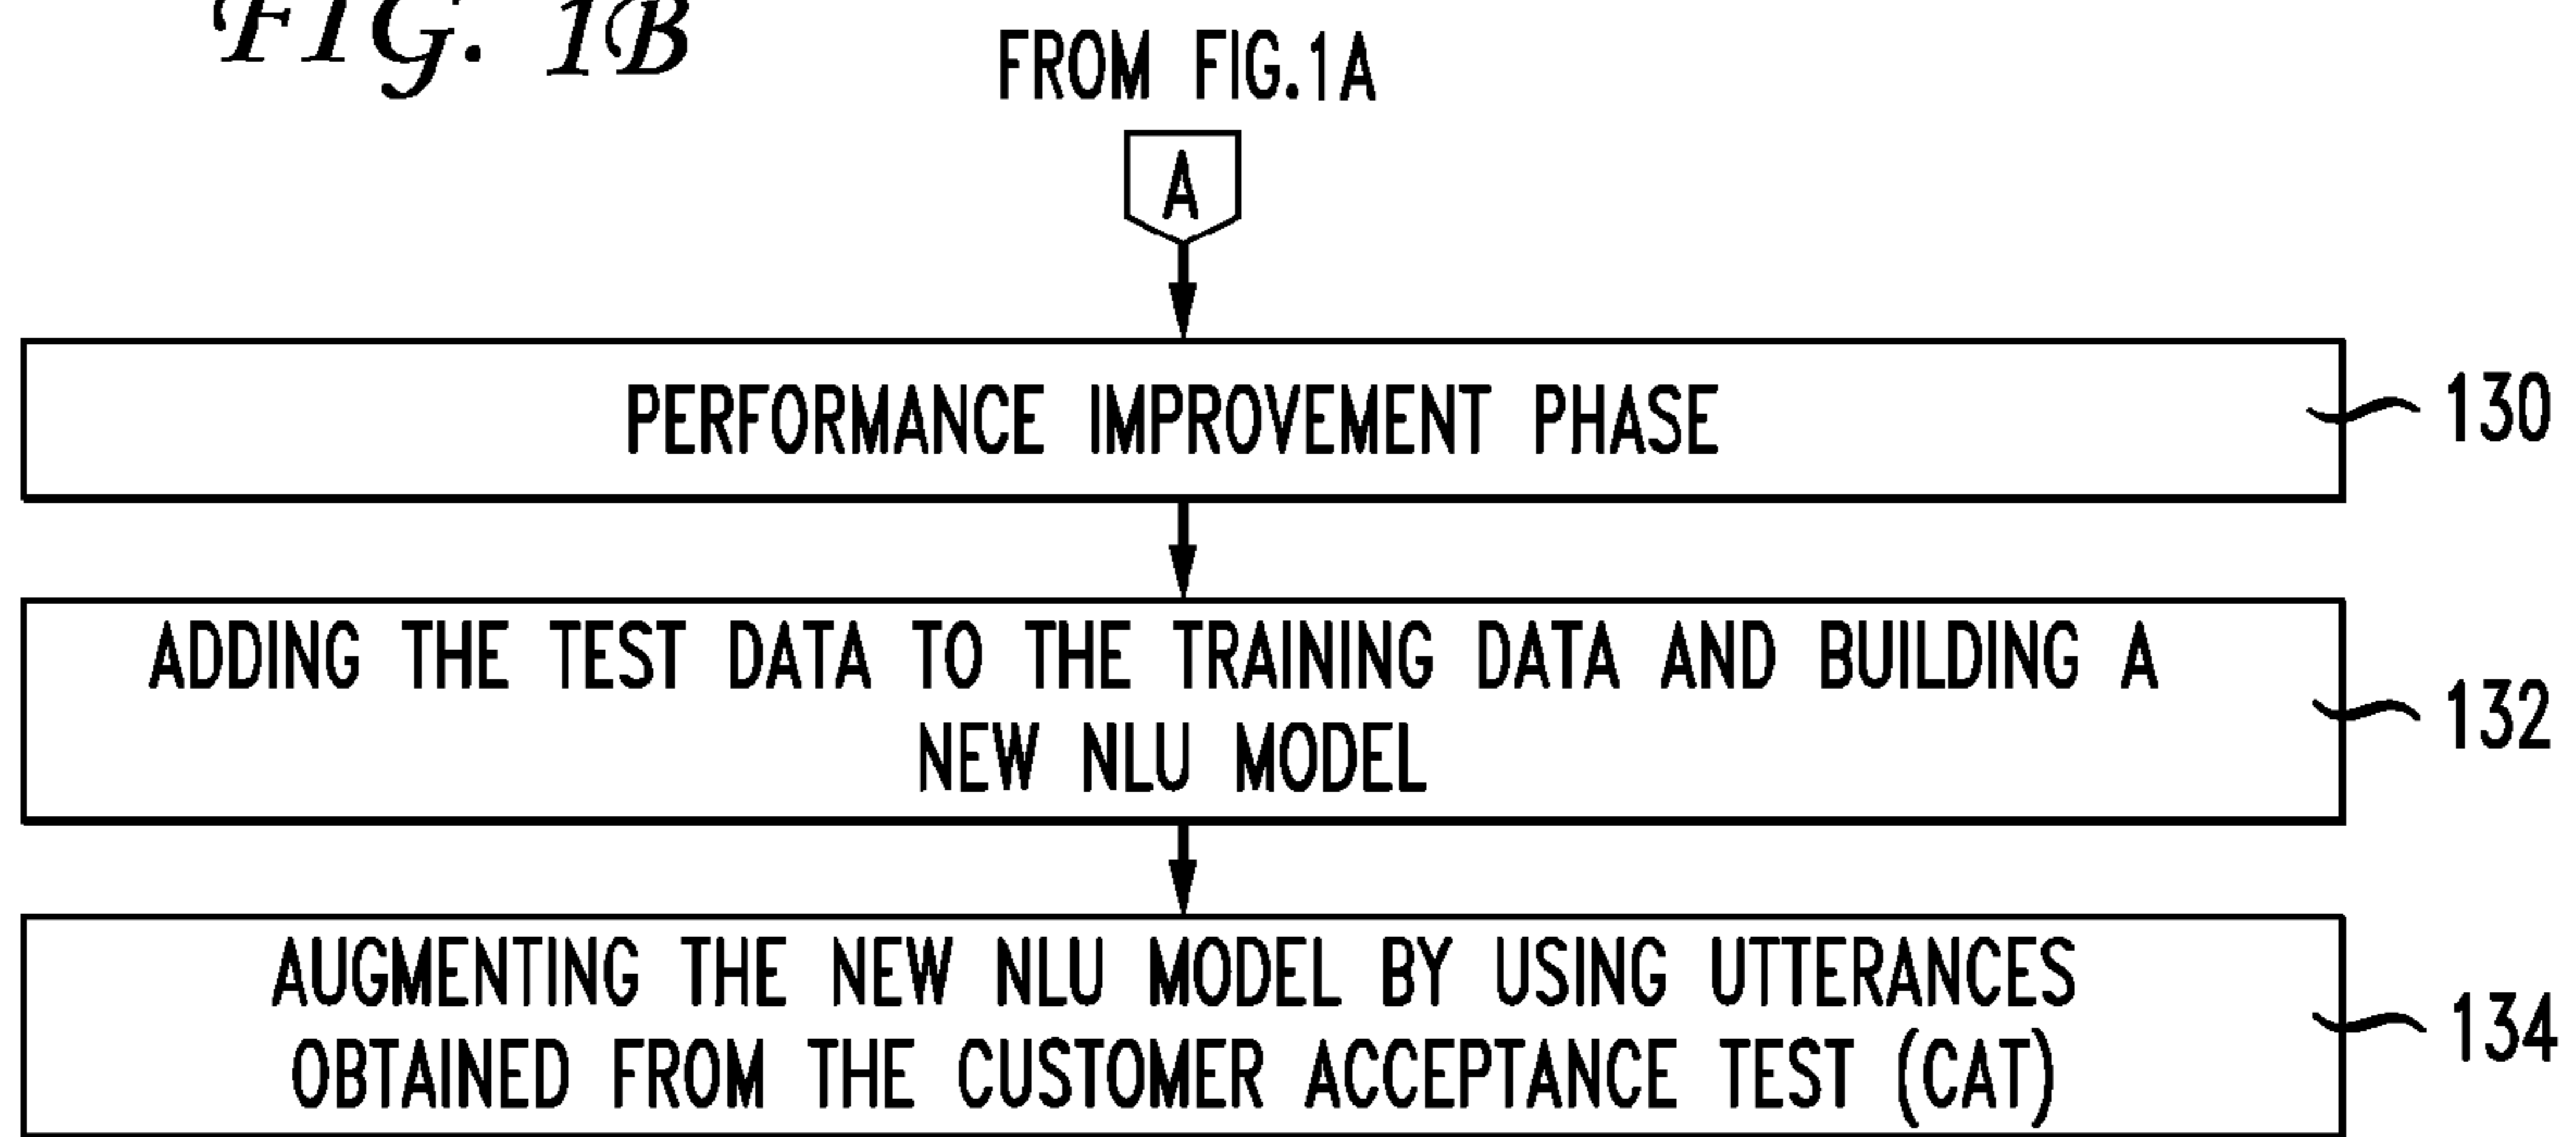 FIG. 1B
FROM FIG.1A
A
PERFORMANCE IMPROVEMENT PHASE
130
ADDING THE TEST DATA TO THE TRAINING DATA AND BUILDING A
NEW NLU MODEL
132
AUGMENTING THE NEW NLU MODEL BY USING UTTERANCES
OBTAINED FROM THE CUSTOMER ACCEPTANCE TEST (CAT)
134